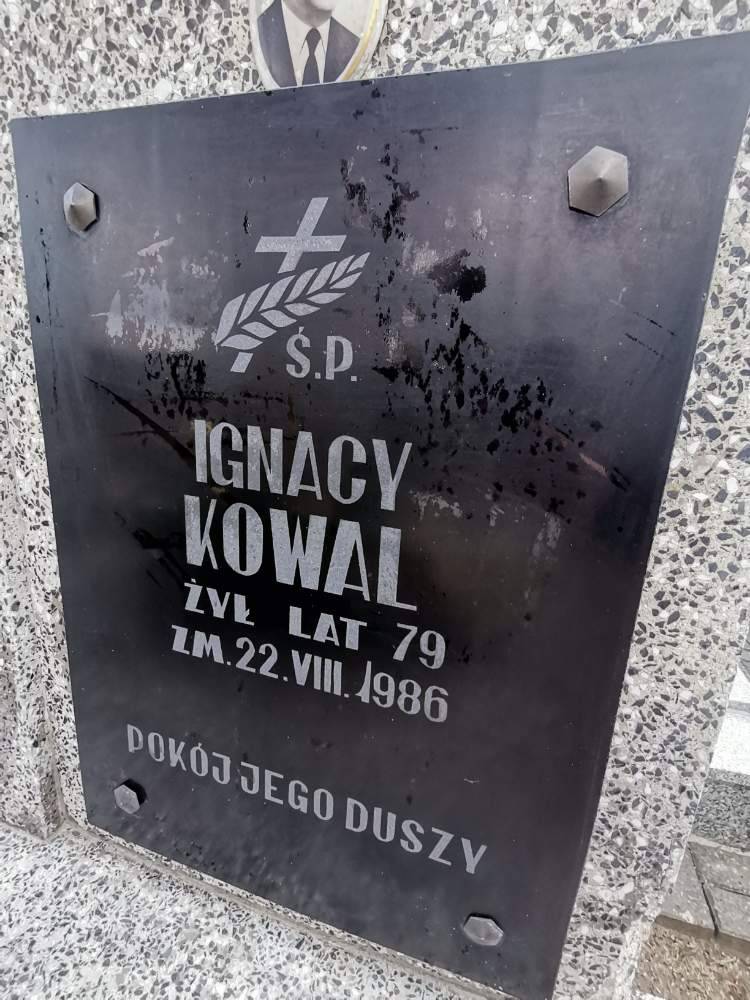 Ś.P.
IGNACY
KOWAL
ŻYŁ LAT 79
ZM. 22. VIII. 1986
POKÓJ JEGO DUSZY